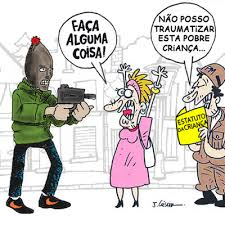 FAÇA
ALGUMA
COISA!
NÃO POSSO
TRAUMATIZAR
ESTA POBRE
CRIANÇA...
ESTATUTO
DA CRIANÇA